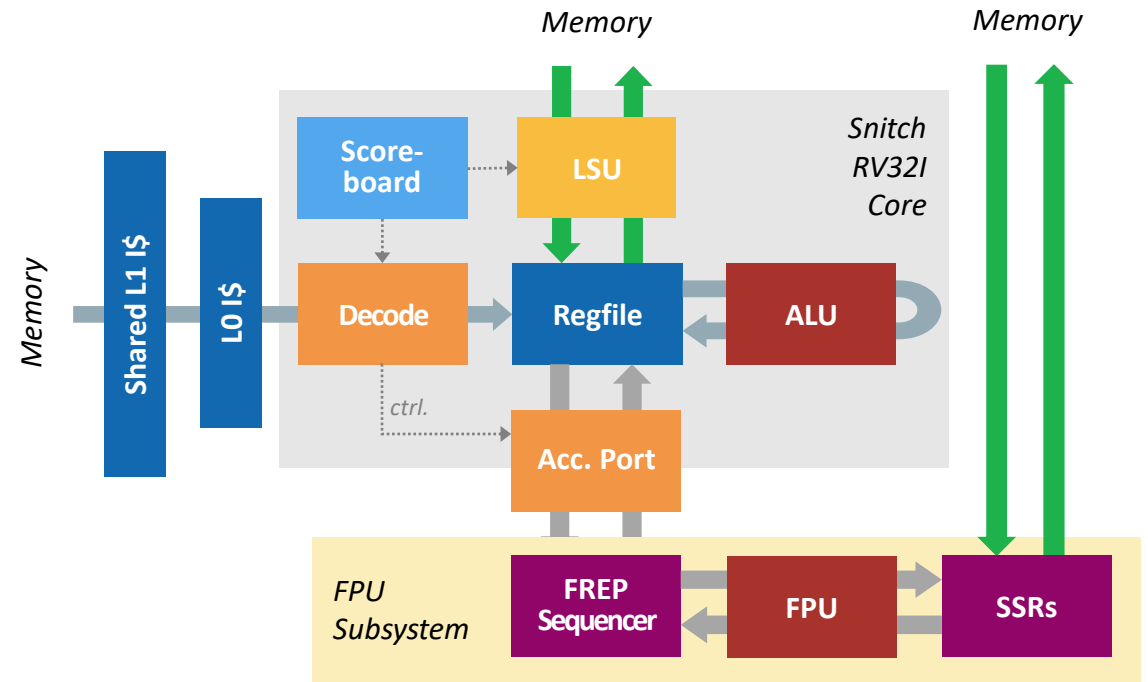 Memory
Memory
Snitch
RV32I
Core
Score-
board
LSU
Memory
Shared L1 I$
L0 I$
Decode
Regfile
ALU
ctrl.
Acc. Port
FPU
Subsystem
FREP
Sequencer
FPU
SSRs